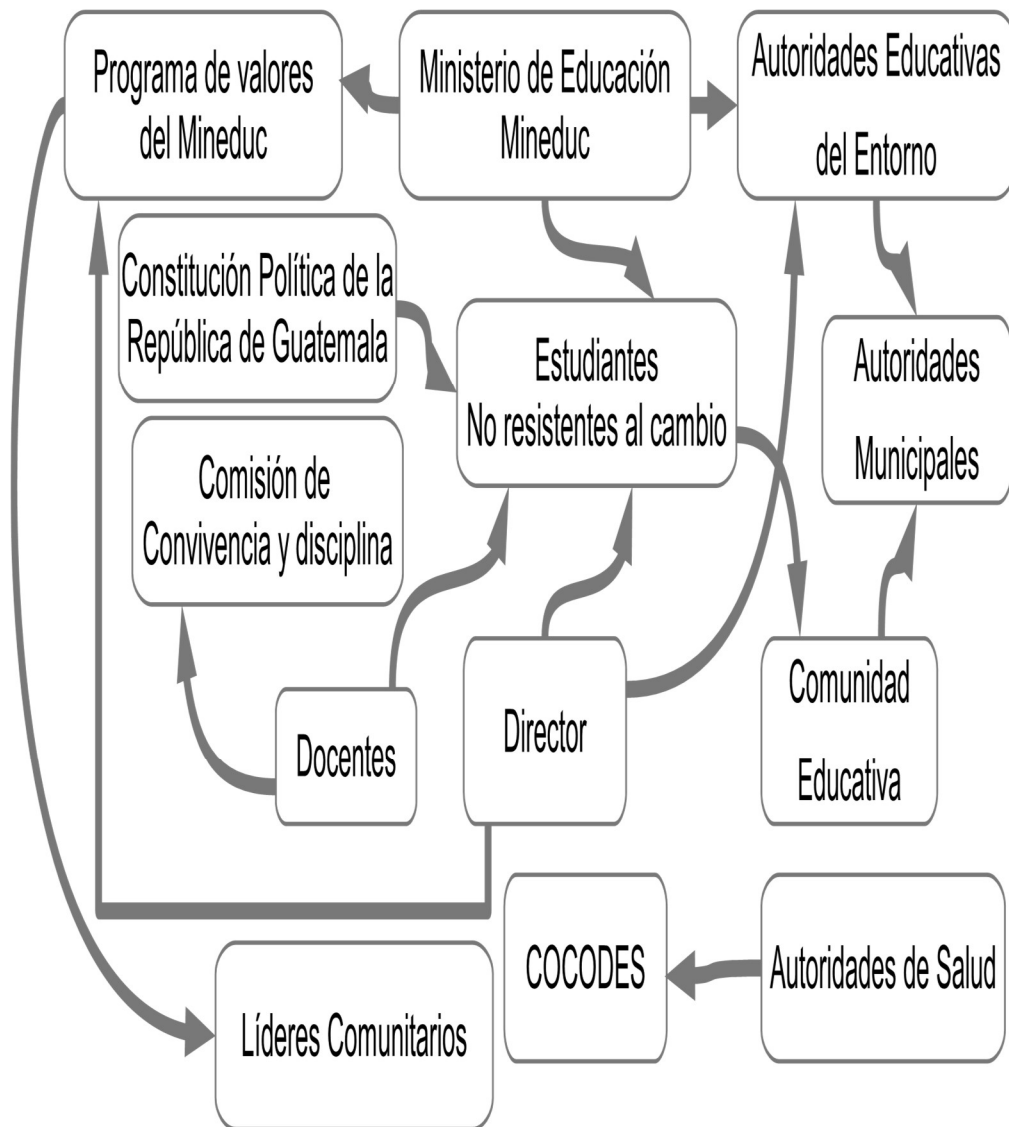 Programa de valores
del Mineduc
Ministerio de Educación
Mineduc
Autoridades Educativas
del Entorno
Constitución Política de la
República de Guatemala
Estudiantes
No resistentes al cambio
Autoridades
Municipales
Comisión de
Convivencia y disciplina
Docentes
Director
Comunidad
Educativa
COCODES
Autoridades de Salud
Líderes Comunitarios